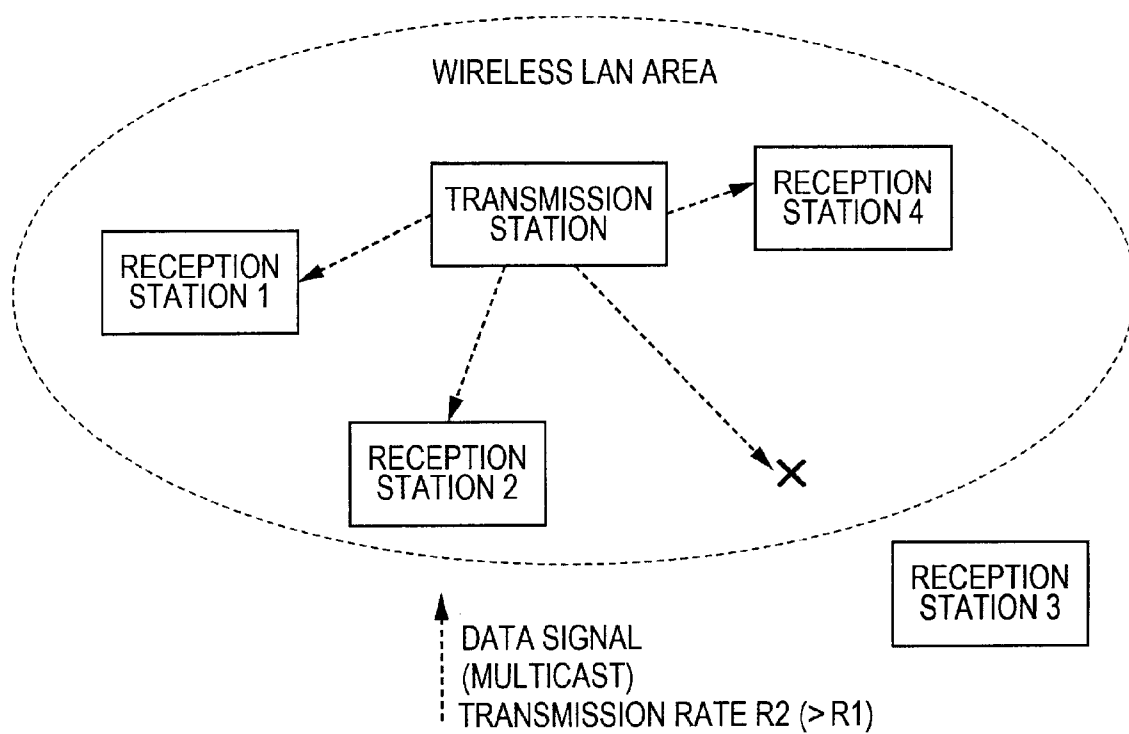 WIRELESS LAN AREA
TRANSMISSION
STATION
RECEPTION
STATION 4
RECEPTION
STATION 1
RECEPTION
STATION 2
RECEPTION
STATION 3
DATA SIGNAL
(MULTICAST)
TRANSMISSION RATE R2 (> R1)